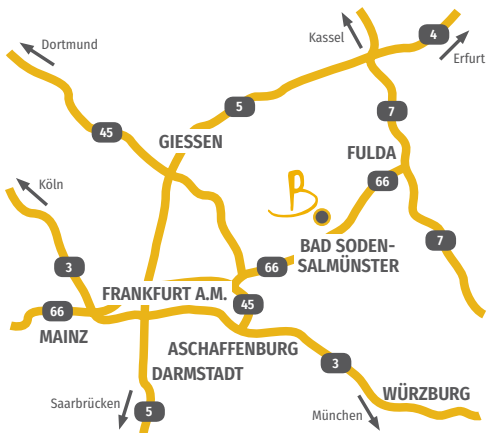 Dortmund
Kassel
4
Erfurt
5
7
45
GIESSEN
FULDA
66
Köln
B
7
BAD SODEN-
SALMÜNSTER
3
66
FRANKFURT A.M.
45
66
MAINZ
ASCHAFFENBURG
3
DARMSTADT
WÜRZBURG
Saarbrücken
5
München